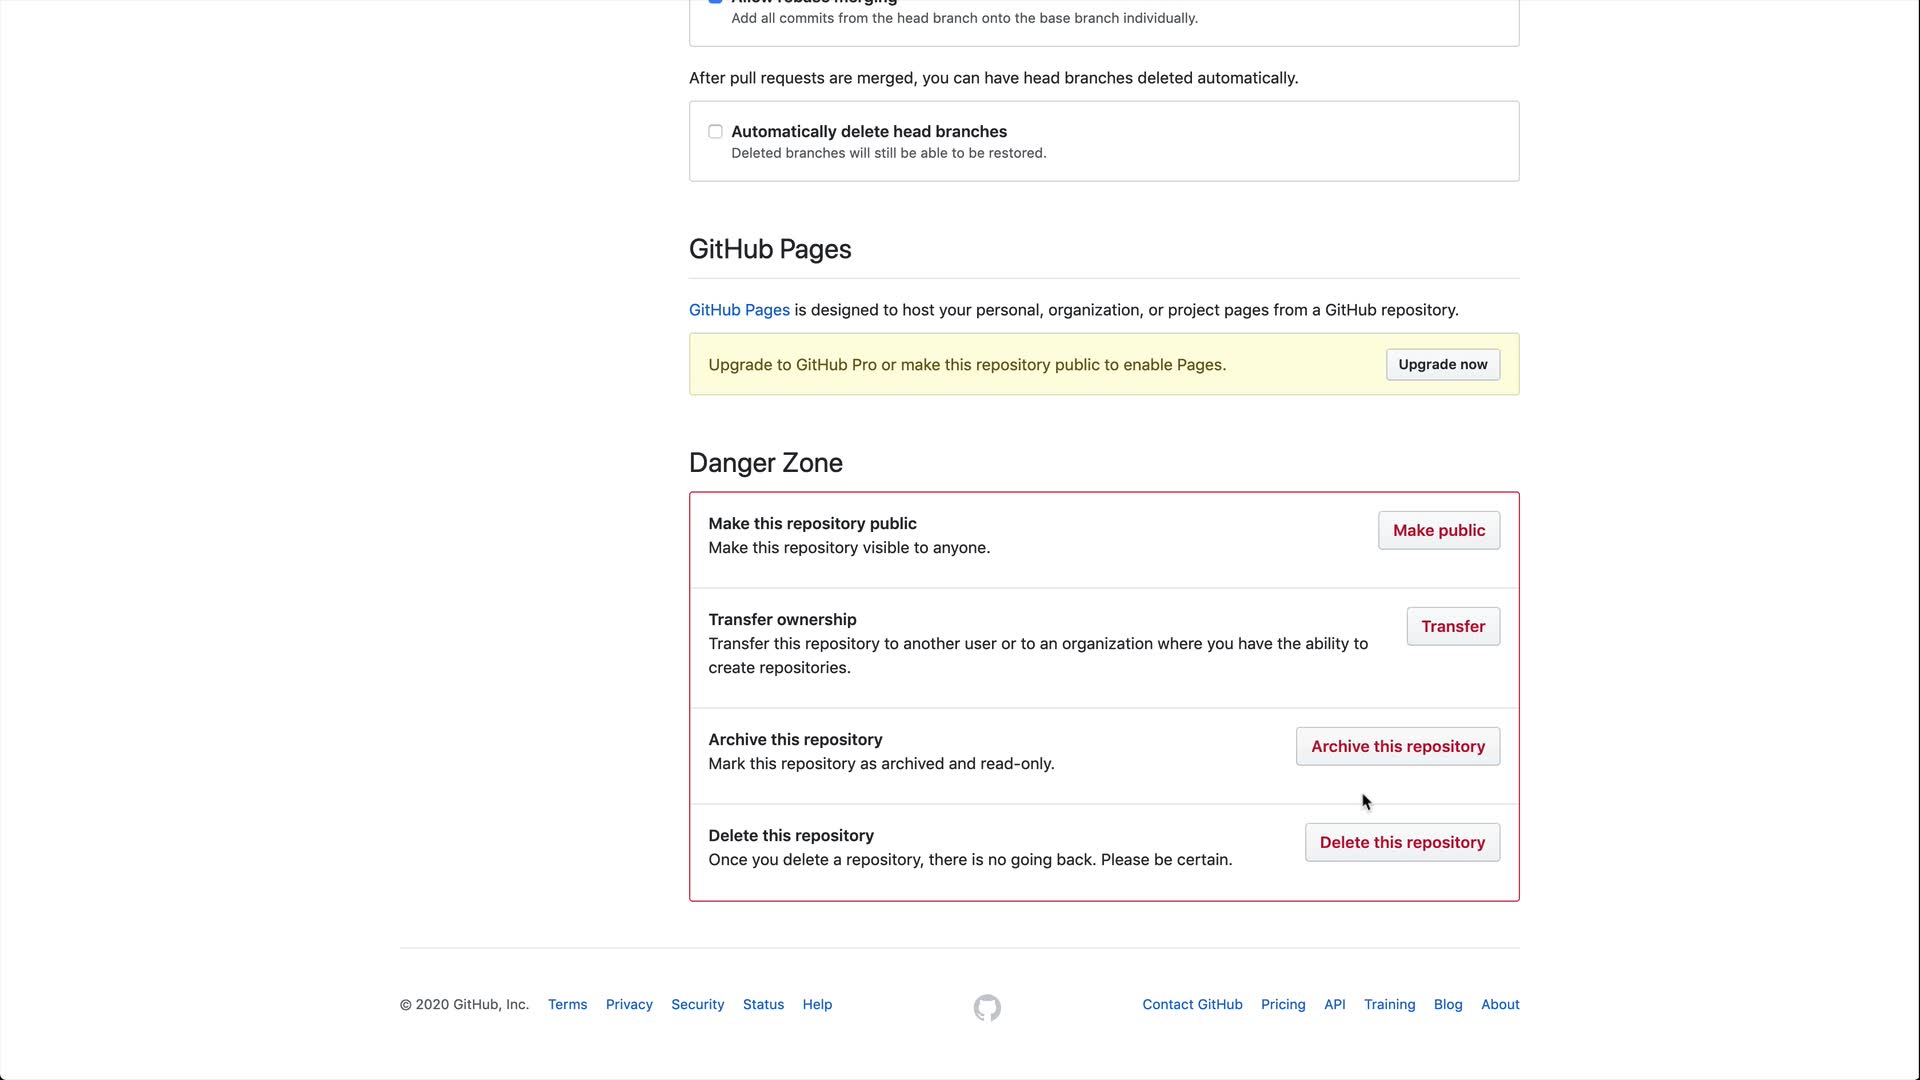 Allow rebase merging
Add all commits from the head branch onto the base branch individually.
After pull requests are merged, you can have head branches deleted automatically.
Automatically delete head branches
Deleted branches will still be able to be restored.
GitHub Pages
GitHub Pages is designed to host your personal, organization, or project pages from a GitHub repository.
Upgrade to GitHub Pro or make this repository public to enable Pages.
Upgrade now
Danger Zone
Make this repository public
Make this repository visible to anyone.
Make public
Transfer ownership
Transfer this repository to another user or to an organization where you have the ability to
create repositories.
Transfer
Archive this repository
Mark this repository as archived and read-only.
Archive this repository
Delete this repository
Once you delete a repository, there is no going back. Please be certain.
Delete this repository
© 2020 GitHub, Inc. Terms Privacy Security Status Help Contact GitHub Pricing API Training Blog About